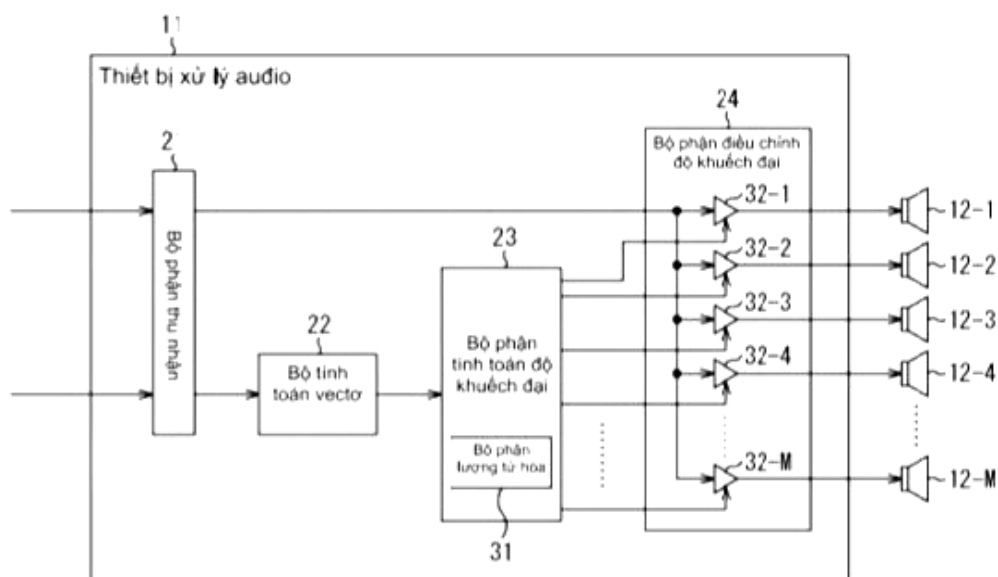 11
Thiết bị xử lý audio
24
Bộ phận điều chỉnh
độ khuếch đại
2
Bộ phận thu nhận
32-1
12-1
23
32-2
12-2
Bộ phận
tính toán độ
khuếch đại
32-3
12-3
22
Bộ tính
toán vectơ
32-4
12-4
Bộ phận
lượng tử hóa
32-M
12-M
31